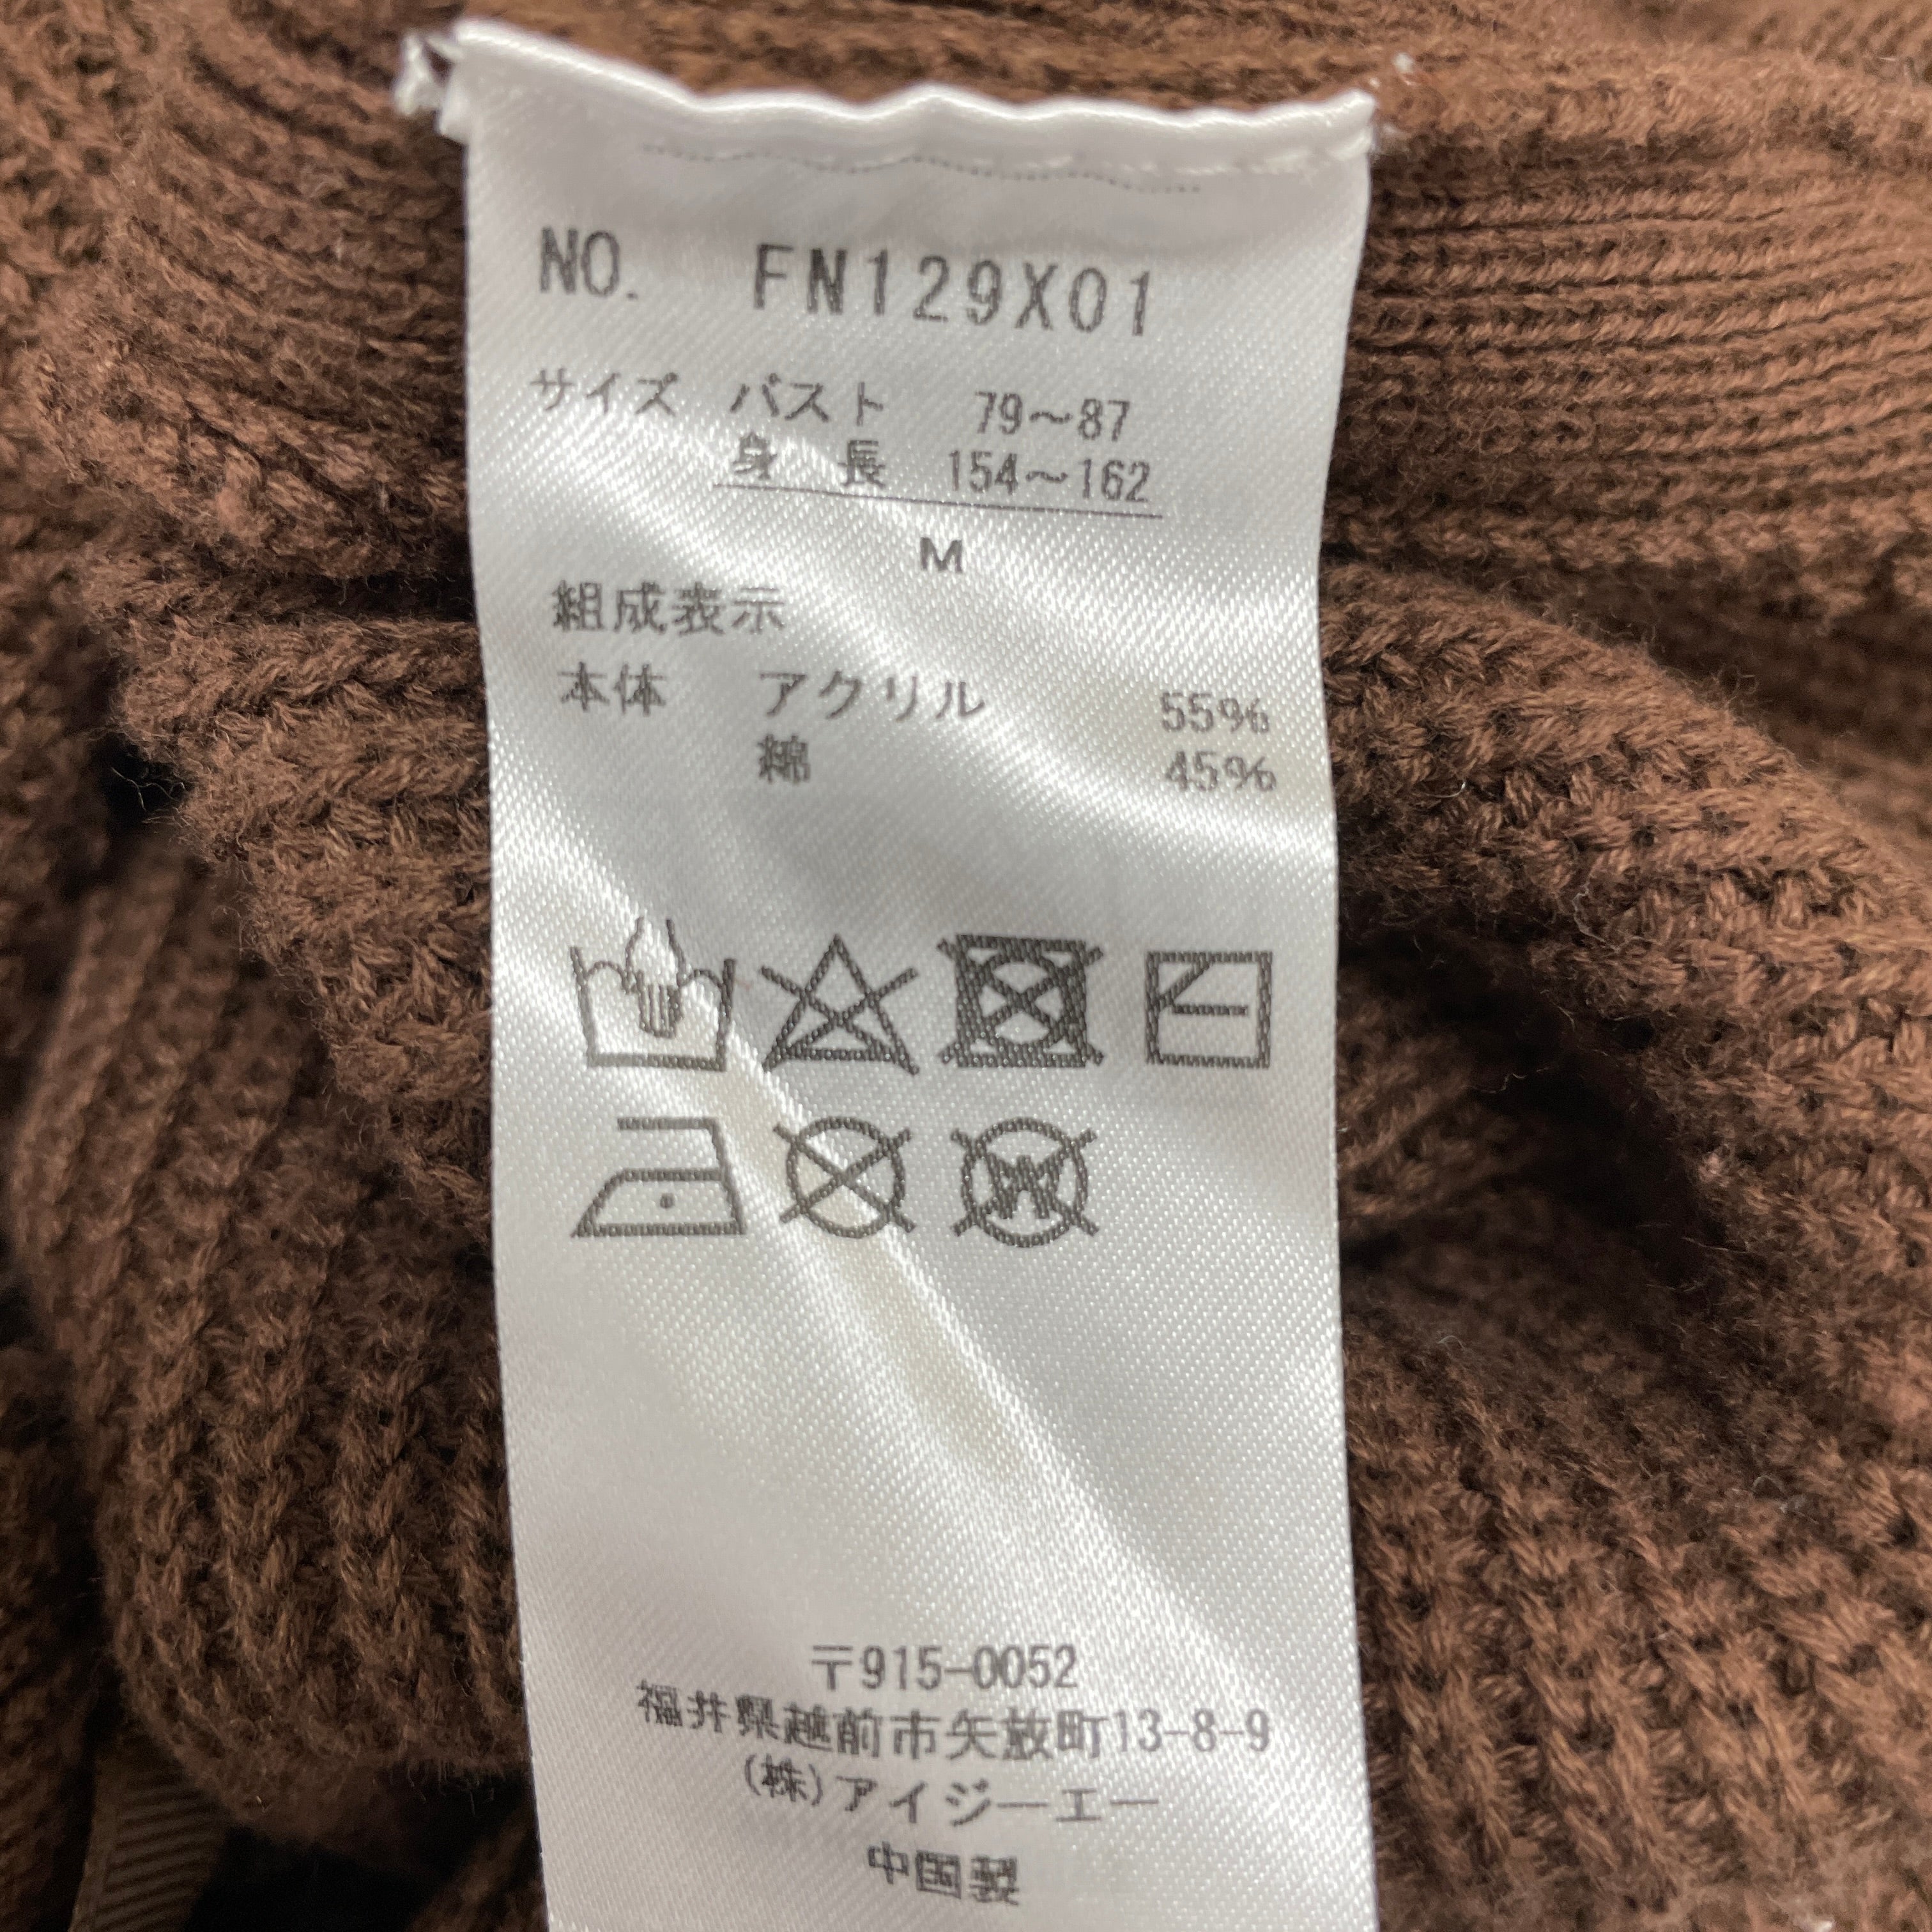 NO. FN129X01
サイズ バスト 79～87
身 長 154～162
M
組成表示
本体 アクリル 55%
綿 45%
〒915-0052
福井県越前市矢放町13-8-9
(株)アイジーエー
中国製